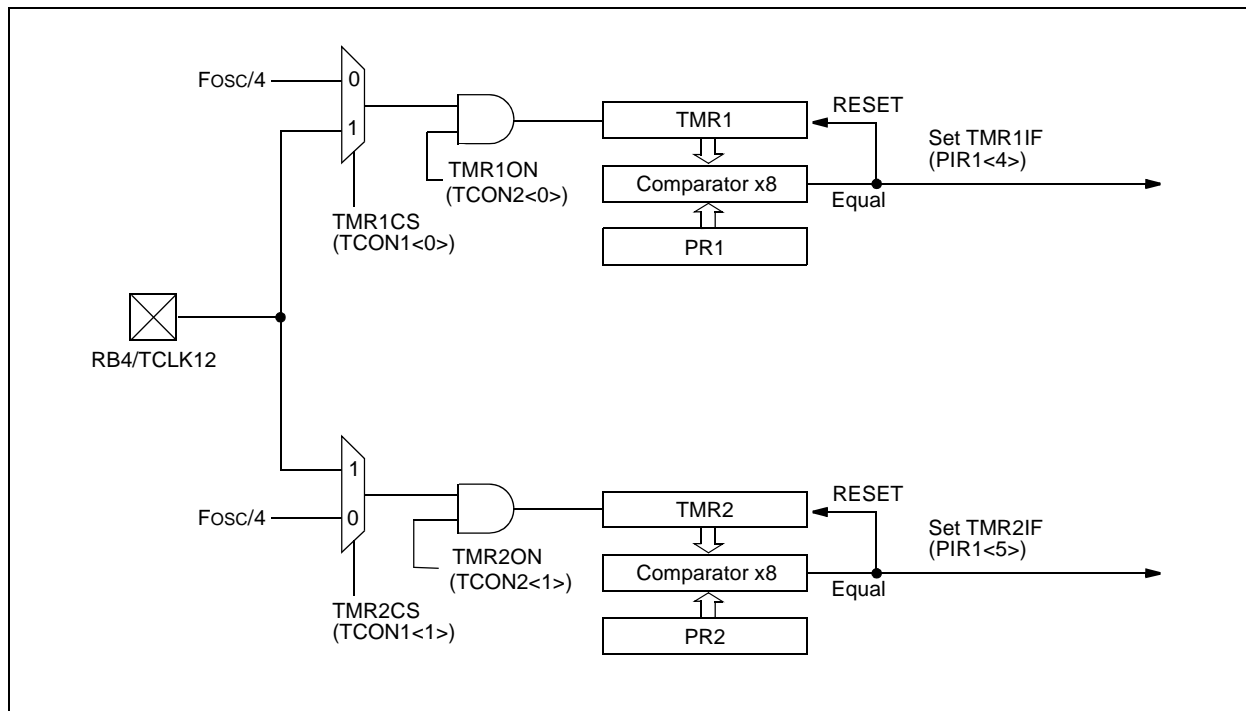 FOSC/4
0
1
TMR1CS
(TCON1<0>)
TMR1ON
(TCON2<0>)
TMR1
Comparator x8
PR1
RESET
Equal
Set TMR1IF
(PIR1<4>)
RB4/TCLK12
1
0
FOSC/4
TMR2CS
(TCON1<1>)
TMR2ON
(TCON2<1>)
TMR2
Comparator x8
PR2
RESET
Equal
Set TMR2IF
(PIR1<5>)